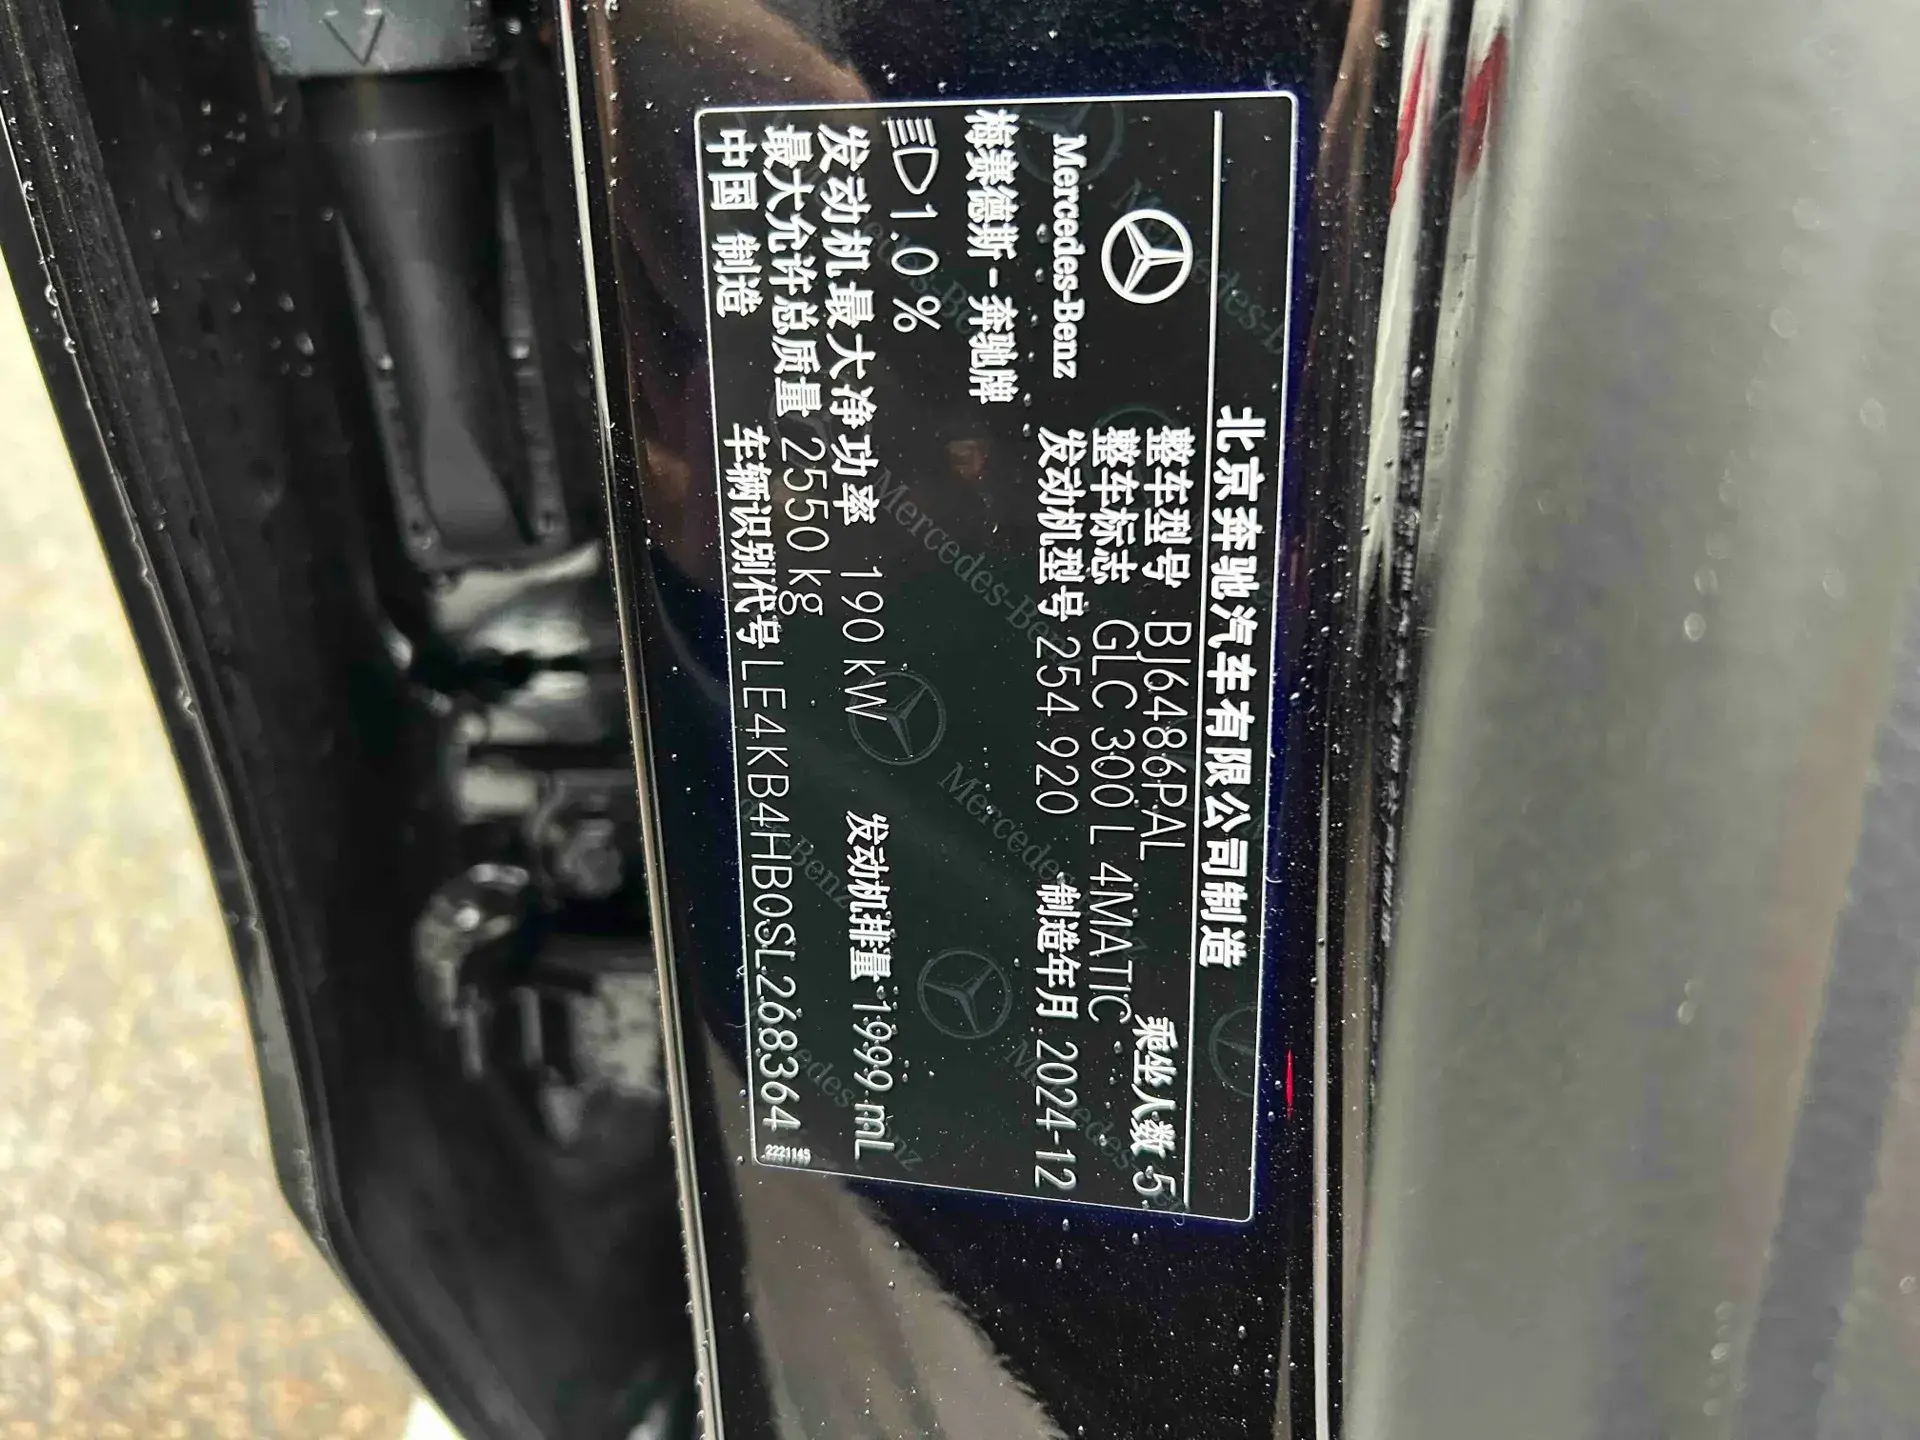 北京奔驰汽车有限公司制造
Mercedes-Benz
梅赛德斯-奔驰牌
整车型号 BJ6486PAL 乘坐人数 5
整车标志 GLC 300 L 4MATIC
发动机型号 254 920 制造年月 2024-12
1.0%
发动机最大净功率 190 kW 发动机排量 1999 mL
最大允许总质量 2550 kg
中国 制造 车辆识别代号 LE4KB4HB0SL268364
2221145